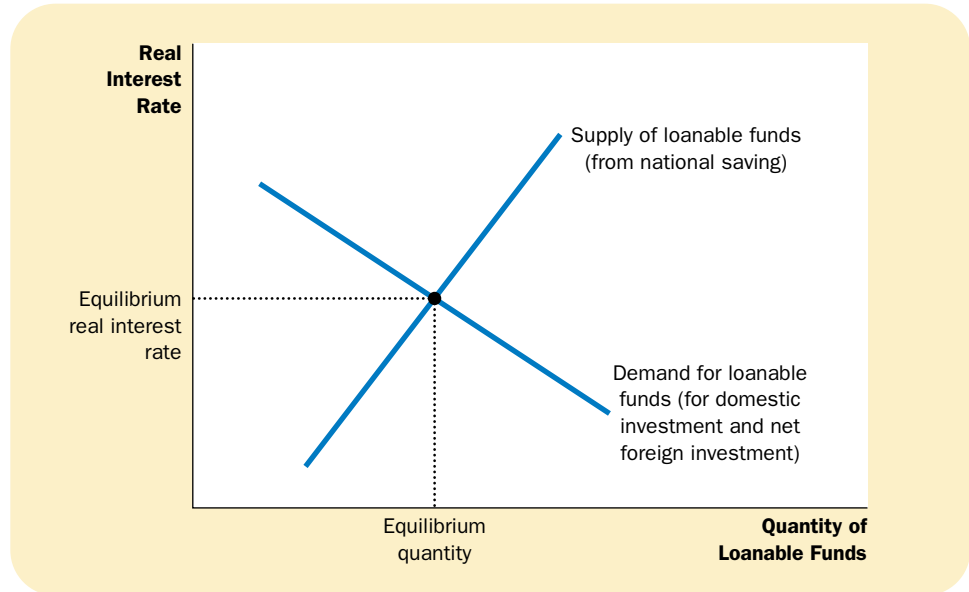 Real
Interest
Rate
Supply of loanable funds
(from national saving)
Equilibrium
real interest
rate
Demand for loanable
funds (for domestic
investment and net
foreign investment)
Equilibrium
quantity
Quantity of
Loanable Funds